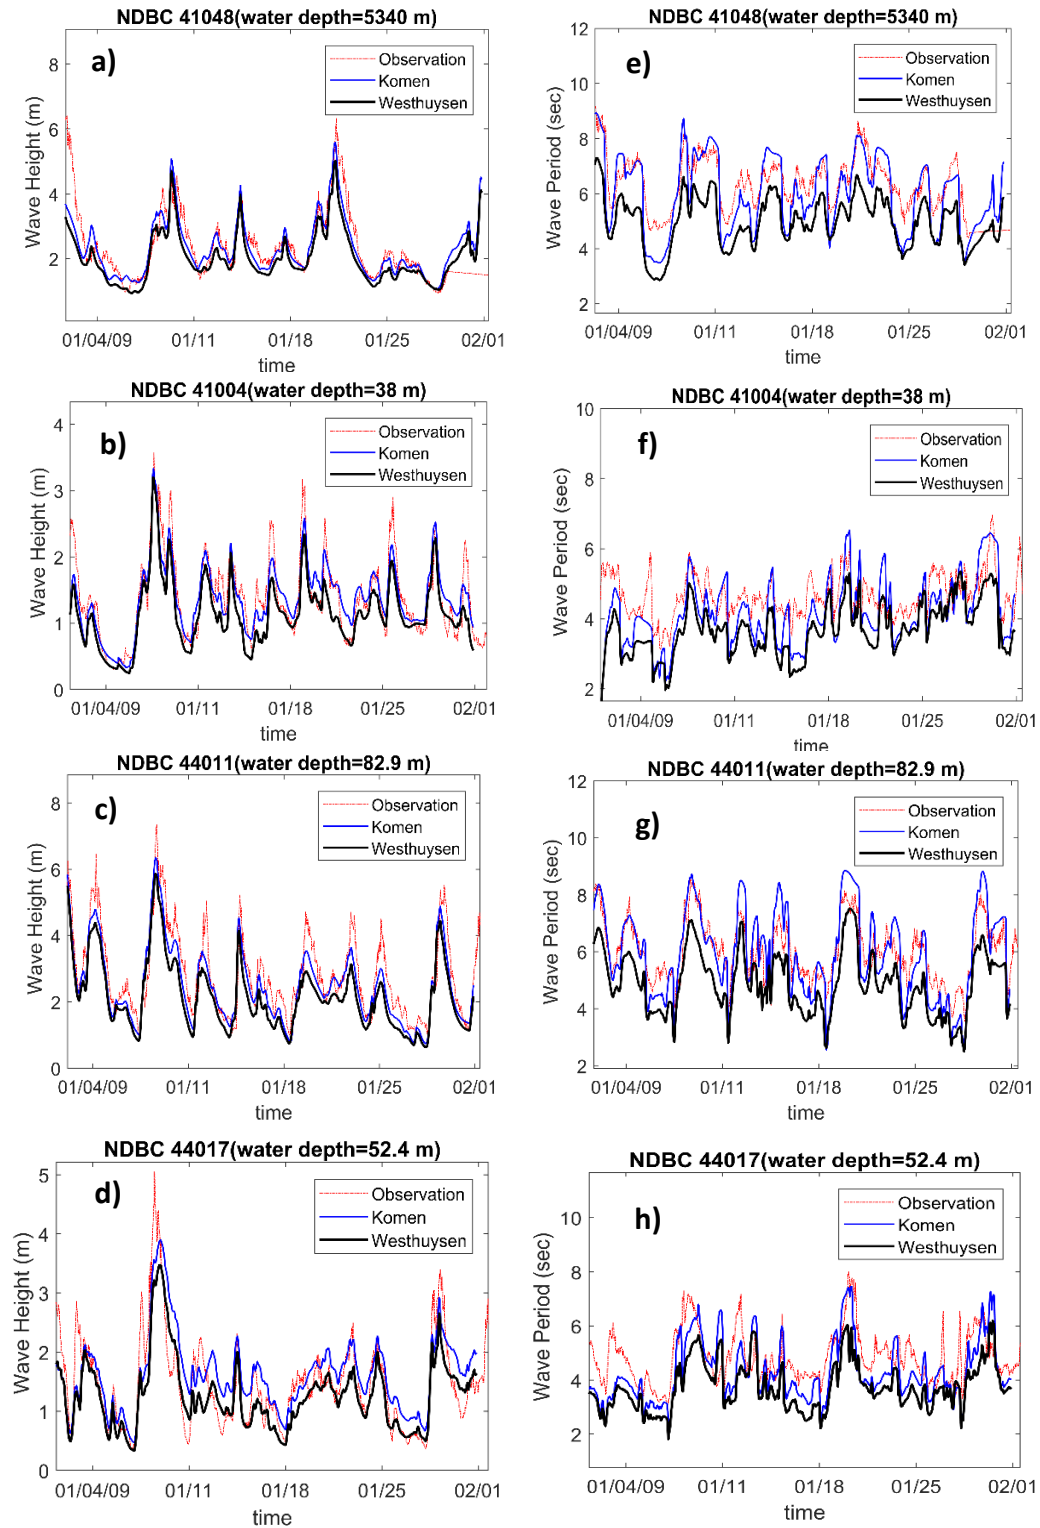 NDBC 41048(water depth=5340 m)
a)
Observation
Komen
Westhuysen
Wave Height (m)
8
6
4
2
01/04/09 01/11 01/18 01/25 02/01
time
NDBC 41048(water depth=5340 m)
e)
Observation
Komen
Westhuysen
Wave Period (sec)
12
10
8
6
4
2
01/04/09 01/11 01/18 01/25 02/01
time
NDBC 41004(water depth=38 m)
b)
Observation
Komen
Westhuysen
Wave Height (m)
4
3
2
1
0
01/04/09 01/11 01/18 01/25 02/01
time
NDBC 41004(water depth=38 m)
f)
Observation
Komen
Westhuysen
Wave Period (sec)
10
8
6
4
2
01/04/09 01/11 01/18 01/25 02/01
time
NDBC 44011(water depth=82.9 m)
c)
Observation
Komen
Westhuysen
Wave Height (m)
8
6
4
2
0
01/04/09 01/11 01/18 01/25 02/01
time
NDBC 44011(water depth=82.9 m)
g)
Observation
Komen
Westhuysen
Wave Period (sec)
12
10
8
6
4
2
01/04/09 01/11 01/18 01/25 02/01
time
NDBC 44017(water depth=52.4 m)
d)
Observation
Komen
Westhuysen
Wave Height (m)
5
4
3
2
1
0
01/04/09 01/11 01/18 01/25 02/01
time
NDBC 44017(water depth=52.4 m)
h)
Observation
Komen
Westhuysen
Wave Period (sec)
10
8
6
4
2
01/04/09 01/11 01/18 01/25 02/01
time